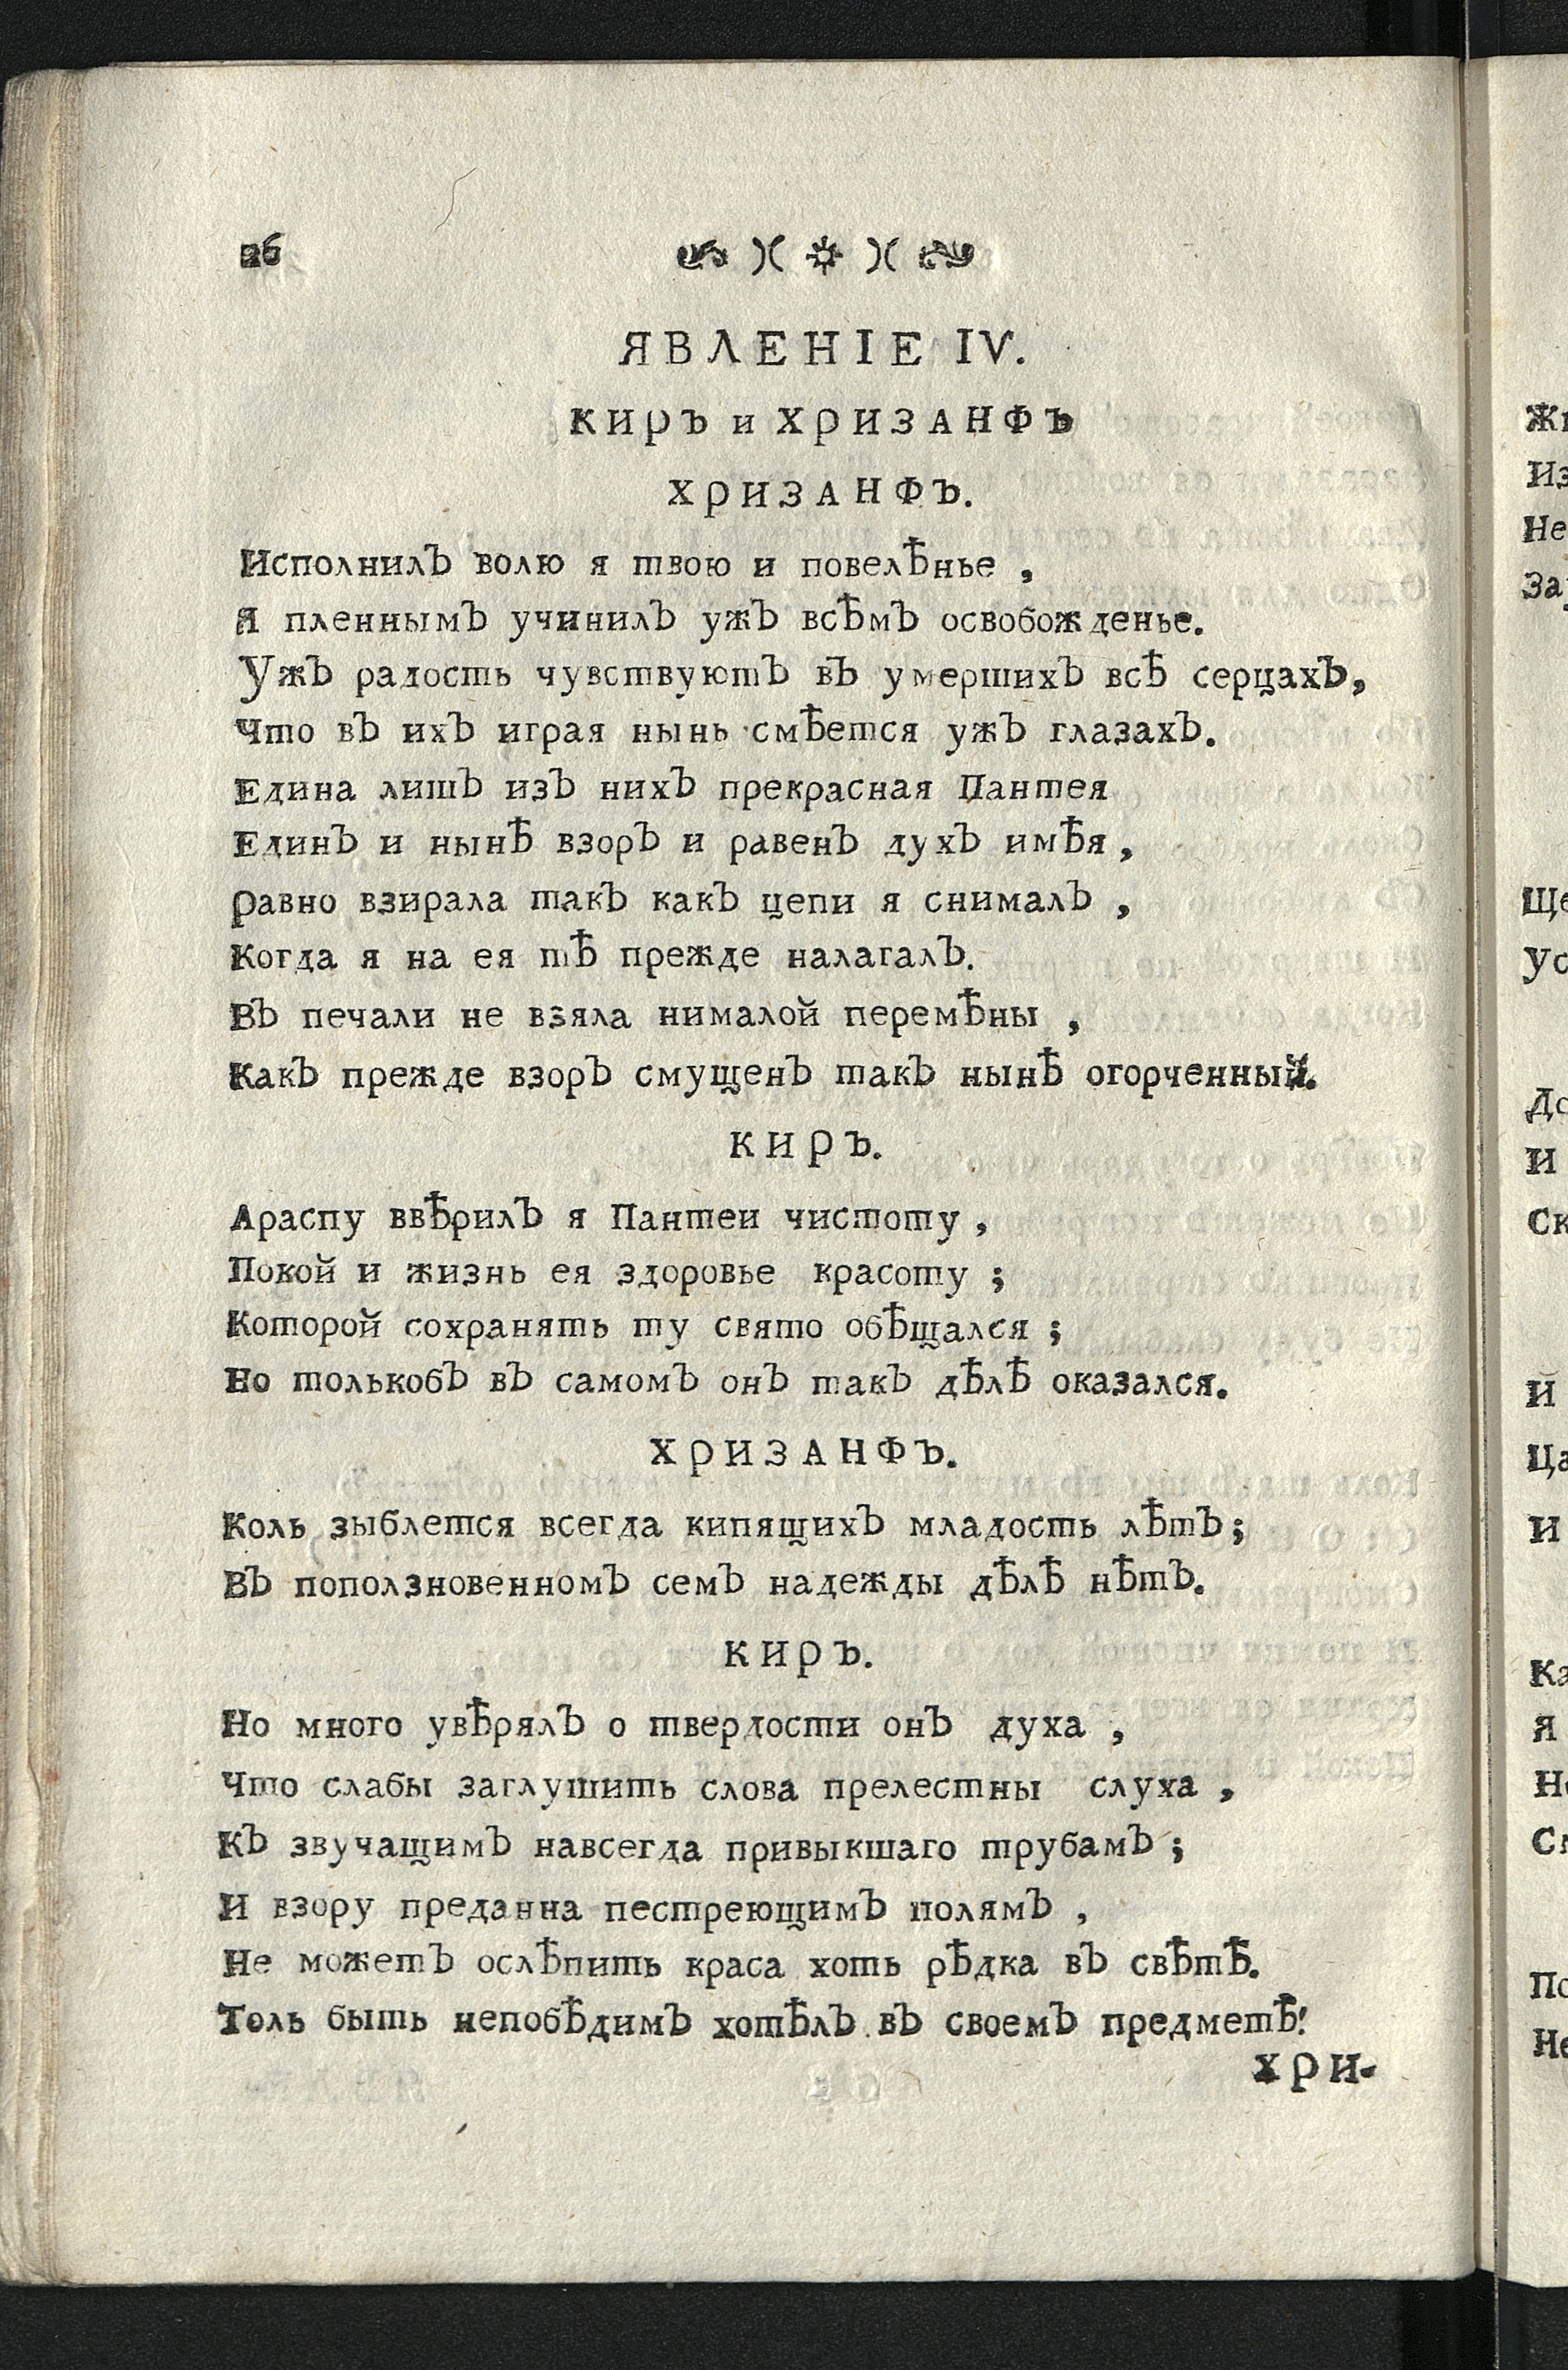 26
ЯВЛЕНІЕ IV.
КИРЪ и ХРИЗАНФЪ
ХРИЗАНФЪ.
Исполнилъ волю я твою и повелѣнье ,
Я пленнымъ учинилъ ужъ всѣмъ освобожденье.
Ужъ радость чувствуютъ въ умершихъ всѣ серцахъ,
Что въ ихъ играя нынь смѣется ужъ глазахъ.
Едина лишъ изъ нихъ прекрасная Пантея
Единъ и нынѣ взоръ и равенъ духъ имѣя ,
Равно взирала такъ какъ цепи я снималъ ,
Когда я на ея тѣ прежде налагалъ.
Въ печали не взяла нималой перемѣны ,
Какъ прежде взоръ смущенъ такъ нынѣ огорченный.
КИРЪ.
Араспу ввѣрилъ я Пантеи чистоту ,
Покой и жизнь ея здоровье красоту ;
Которой сохранять ту свято обѣщался ;
Но толькобъ въ самомъ онъ такъ дѣлѣ оказался.
ХРИЗАНФЪ.
Коль зыблется всегда кипящихъ младость лѣтъ;
Въ поползновенномъ семъ надежды дѣлѣ нѣтъ.
КИРЪ.
Но много увѣрялъ о твердости онъ духа ,
Что слабы заглушить слова прелестны слуха ,
Къ звучащимъ навсегда привыкшаго трубамъ ;
И взору преданна пестреющимъ полямъ ,
Не можетъ ослѣпить краса хоть рѣдка въ свѣтѣ.
Толь быть непобѣдимъ хотѣлъ въ своемъ предметѣ!
ХРИ-